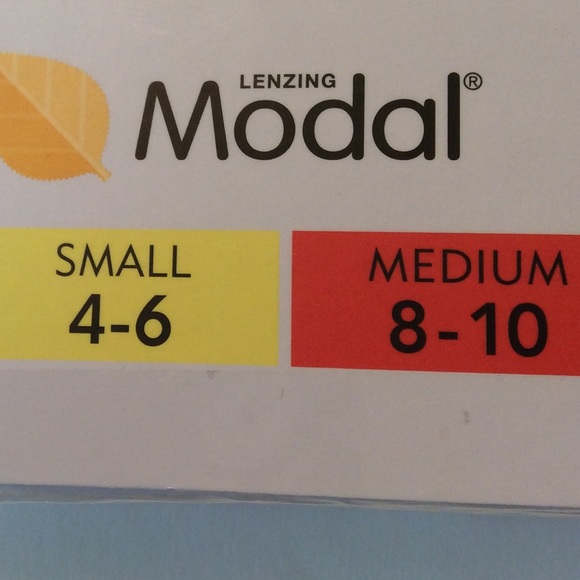 LENZING
Modal®
SMALL
4-6
MEDIUM
8-10